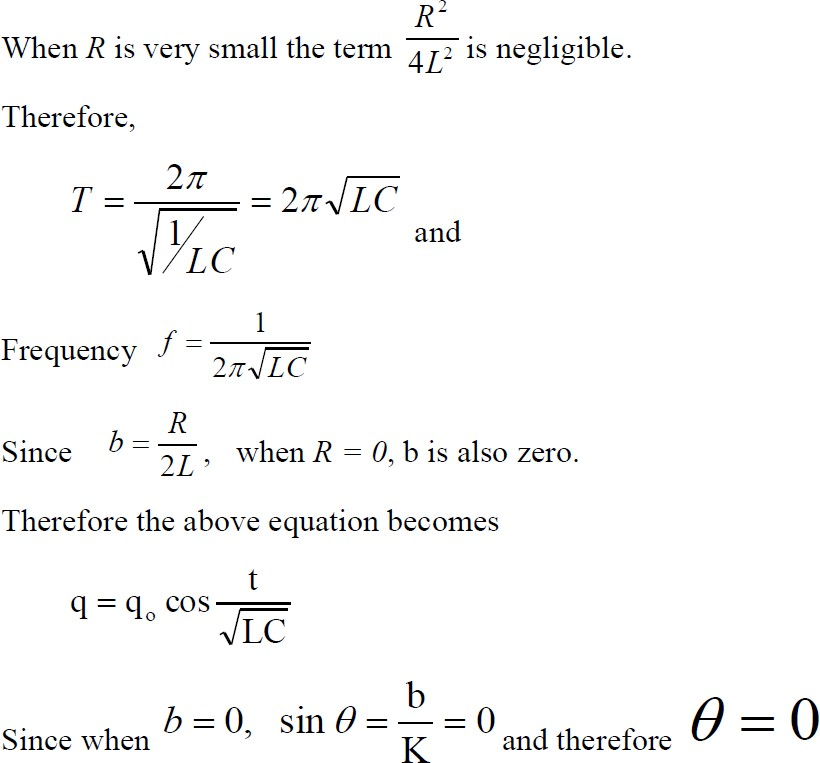 When R is very small the term R²/4L² is negligible.
Therefore,
T = 2π/√(1/LC) = 2π√LC and
Frequency f = 1/2π√LC
Since b = R/2L, when R = 0, b is also zero.
Therefore the above equation becomes
q = qₒ cos t/√LC
Since when b = 0, sin θ = b/K = 0 and therefore θ = 0